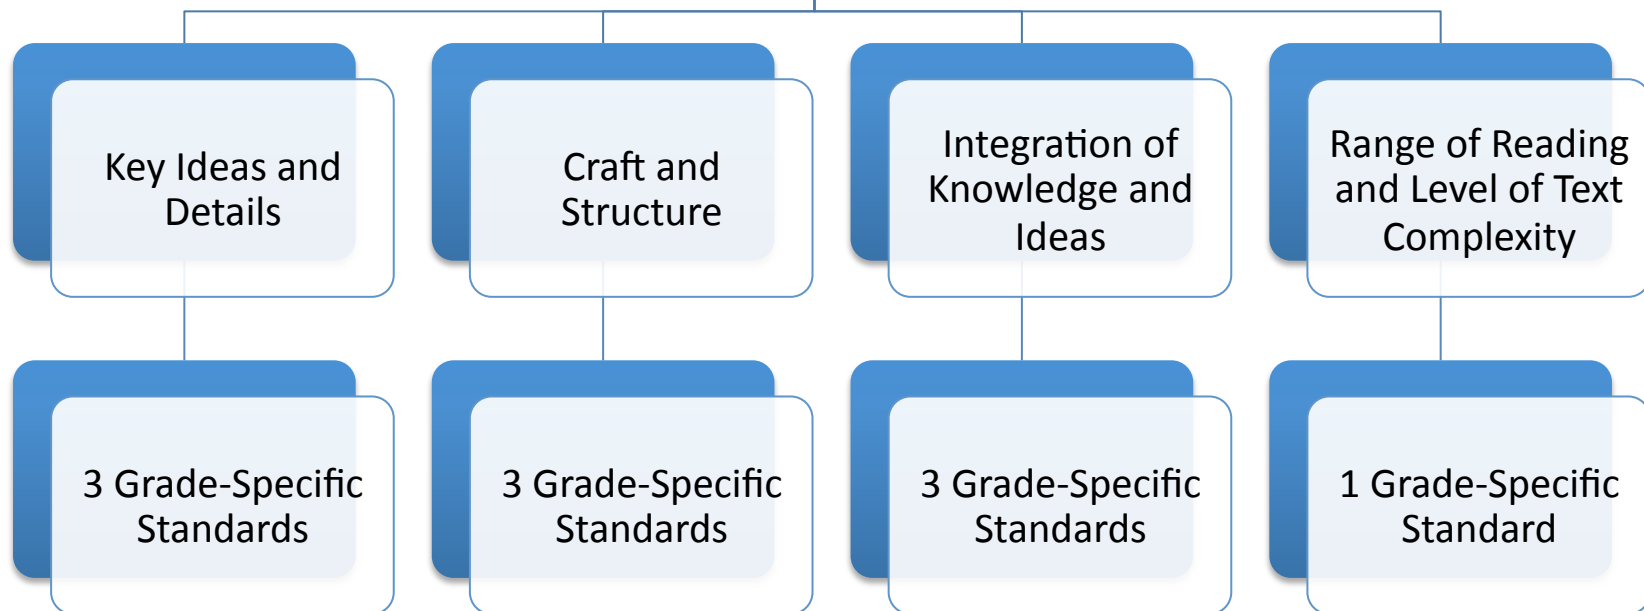 Key Ideas and
Details
Craft and
Structure
Integration of
Knowledge and
Ideas
Range of Reading
and Level of Text
Complexity
3 Grade-Specific
Standards
3 Grade-Specific
Standards
3 Grade-Specific
Standards
1 Grade-Specific
Standard